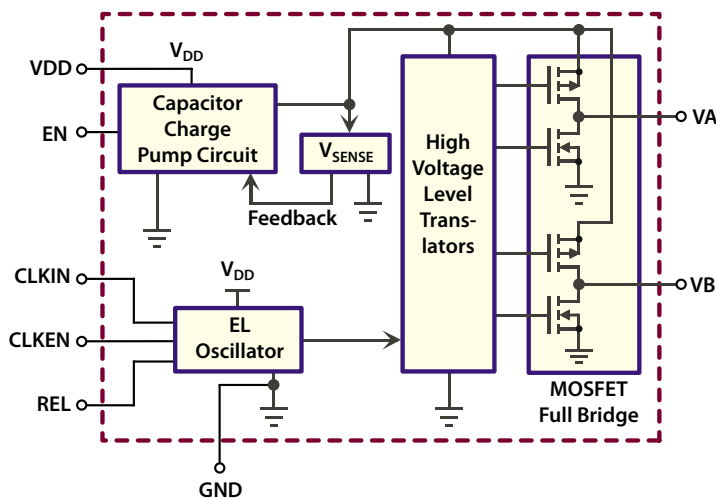 VDD
V_DD
EN
Capacitor
Charge
Pump Circuit
V_SENSE
Feedback
High
Voltage
Level
Trans-
lators
VA
VB
MOSFET
Full Bridge
CLKIN
CLKEN
REL
V_DD
EL
Oscillator
GND